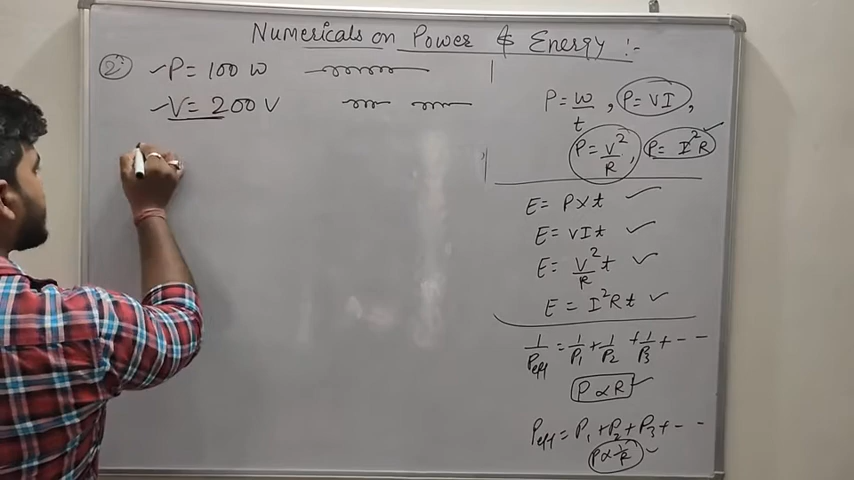 Numericals on Power & Energy :-
2. P = 100 W
V = 200 V
P = W/t , P = VI ,
P = V²/R , P = I²R
E = P×t
E = VIt
E = V²/R t
E = I²Rt
1/Peff = 1/P1 + 1/P2 + 1/P3 + - -
P ∝ R
Peff = P1 + P2 + P3 + - -
P ∝ 1/R